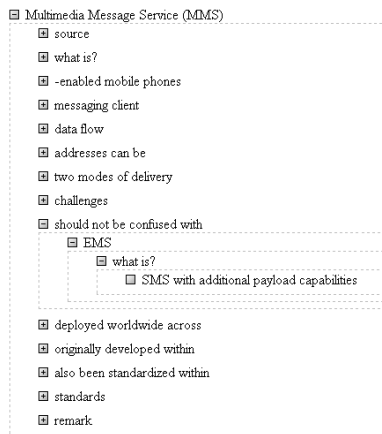 Multimedia Message Service (MMS)
source
what is?
-enabled mobile phones
messaging client
data flow
addresses can be
two modes of delivery
challenges
should not be confused with
EMS
what is?
SMS with additional payload capabilities
deployed worldwide across
originally developed within
also been standardized within
standards
remark